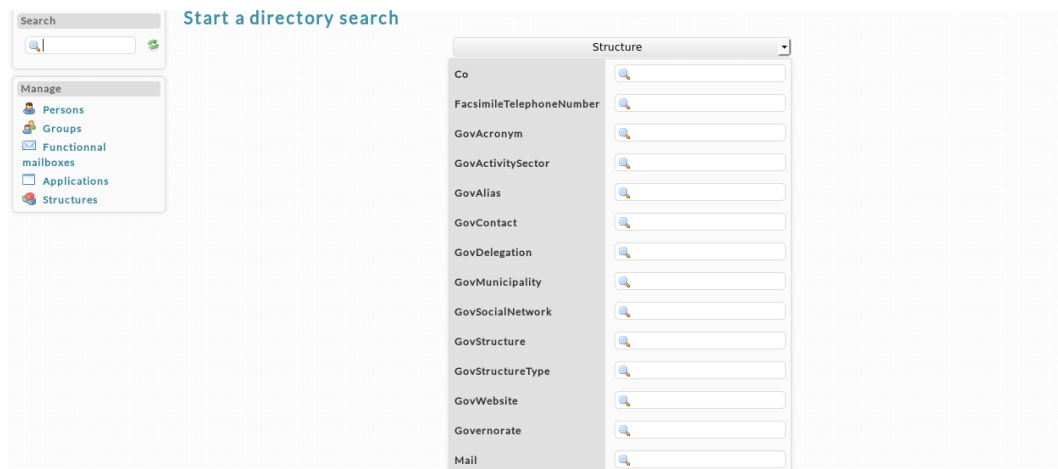 Search
Manage
Persons
Groups
Functionnal
mailboxes
Applications
Structures
Start a directory search
Structure
Co
FacsimileTelephoneNumber
GovAcronym
GovActivitySector
GovAlias
GovContact
GovDelegation
GovMunicipality
GovSocialNetwork
GovStructure
GovStructureType
GovWebsite
Governorate
Mail